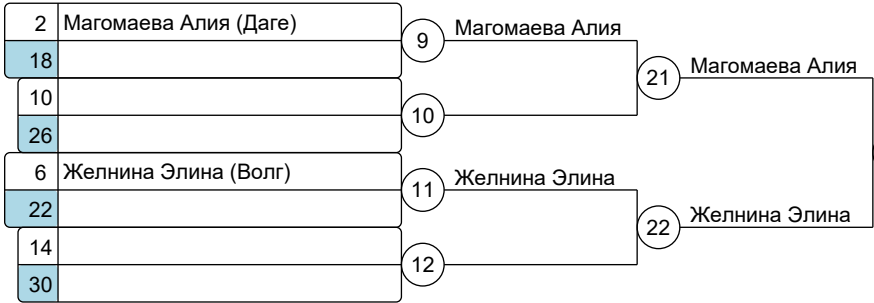 2 Магомаева Алия (Даге)
18
9 Магомаева Алия
21 Магомаева Алия
10
26
10
6 Желнина Элина (Волг)
22
11 Желнина Элина
22 Желнина Элина
14
30
12